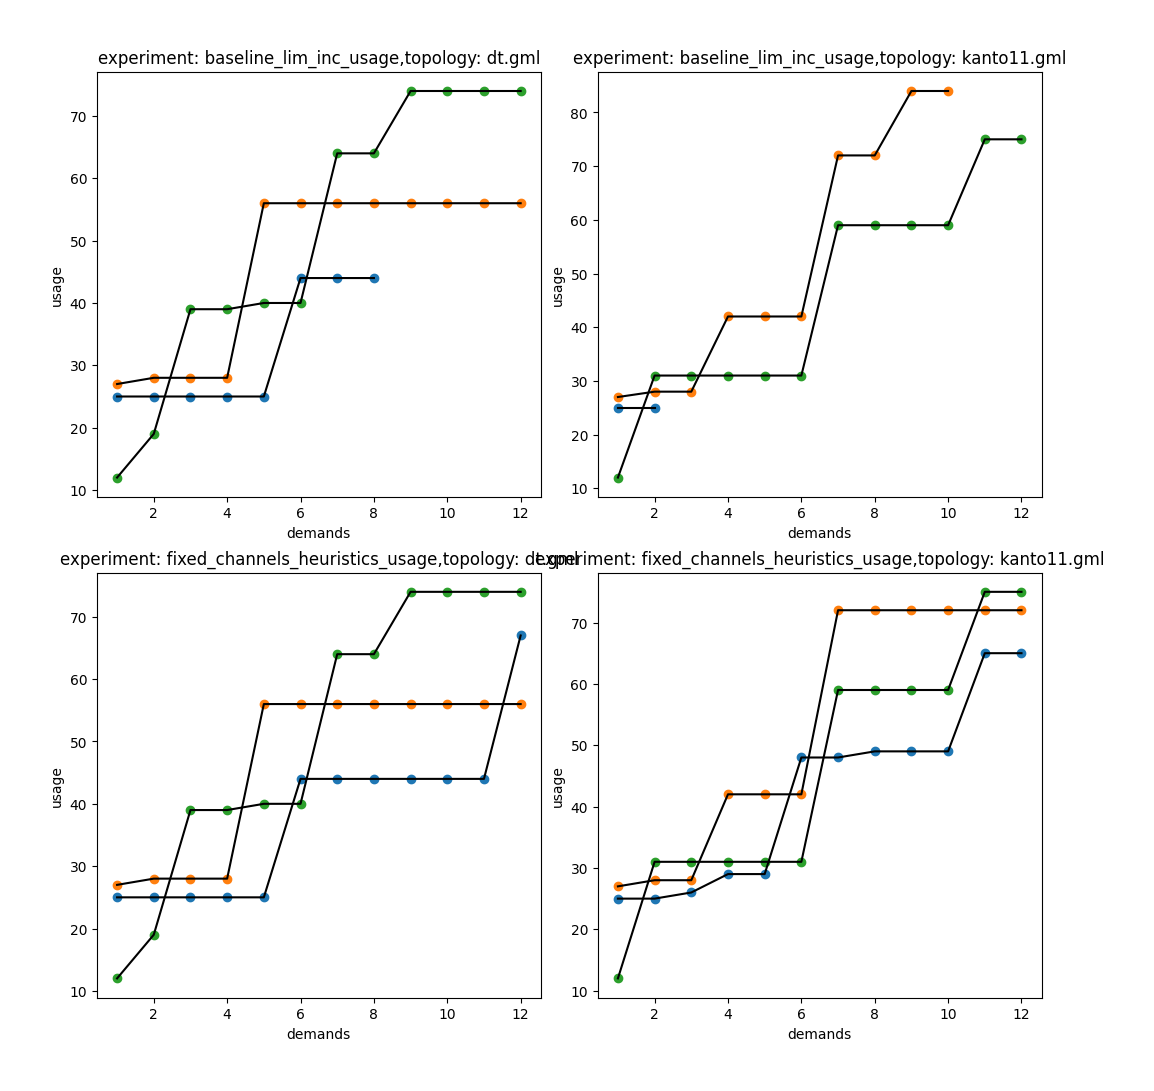 experiment: baseline_lim_inc_usage,topology: dt.gml
70
60
50
40
30
20
10
usage
2 4 6 8 10 12
demands
experiment: baseline_lim_inc_usage,topology: kanto11.gml
80
70
60
50
40
30
20
10
usage
2 4 6 8 10 12
demands
experiment: fixed_channels_heuristics_usage,topology: dt.gml
70
60
50
40
30
20
10
usage
2 4 6 8 10 12
demands
experiment: fixed_channels_heuristics_usage,topology: kanto11.gml
70
60
50
40
30
20
10
usage
2 4 6 8 10 12
demands